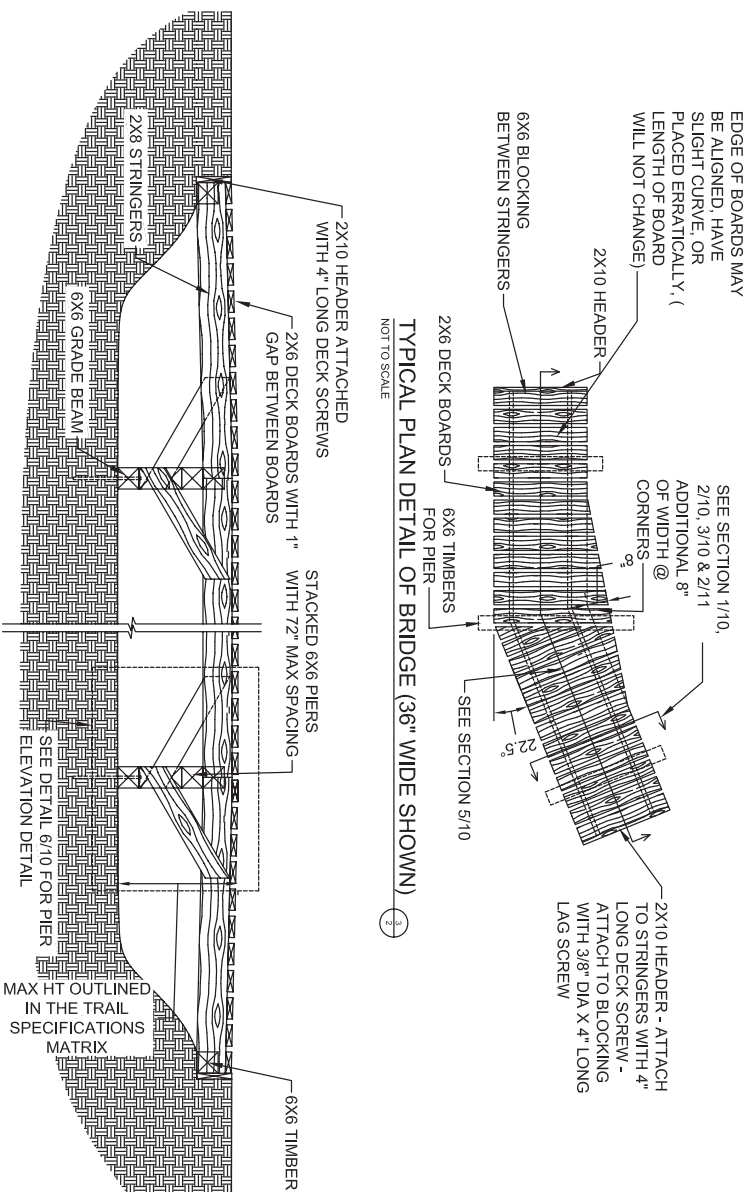 EDGE OF BOARDS MAY
BE ALIGNED, HAVE
SLIGHT CURVE, OR
PLACED ERRATICALLY, (
LENGTH OF BOARD
WILL NOT CHANGE)
2X10 HEADER
6X6 BLOCKING
BETWEEN STRINGERS
SEE SECTION 1/10,
2/10, 3/10 & 2/11
ADDITIONAL 8"
OF WIDTH @
CORNERS
8"
22.5°
2X10 HEADER - ATTACH
TO STRINGERS WITH 4"
LONG DECK SCREW -
ATTACH TO BLOCKING
WITH 3/8" DIA X 4" LONG
LAG SCREW
2X6 DECK BOARDS
6X6 TIMBERS
FOR PIER
SEE SECTION 5/10
TYPICAL PLAN DETAIL OF BRIDGE (36" WIDE SHOWN)
NOT TO SCALE
3
2
2X10 HEADER ATTACHED
WITH 4" LONG DECK SCREWS
2X6 DECK BOARDS WITH 1"
GAP BETWEEN BOARDS
STACKED 6X6 PIERS
WITH 72" MAX SPACING
6X6 TIMBER
2X8 STRINGERS
6X6 GRADE BEAM
SEE DETAIL 6/10 FOR PIER
ELEVATION DETAIL
MAX HT OUTLINED
IN THE TRAIL
SPECIFICATIONS
MATRIX